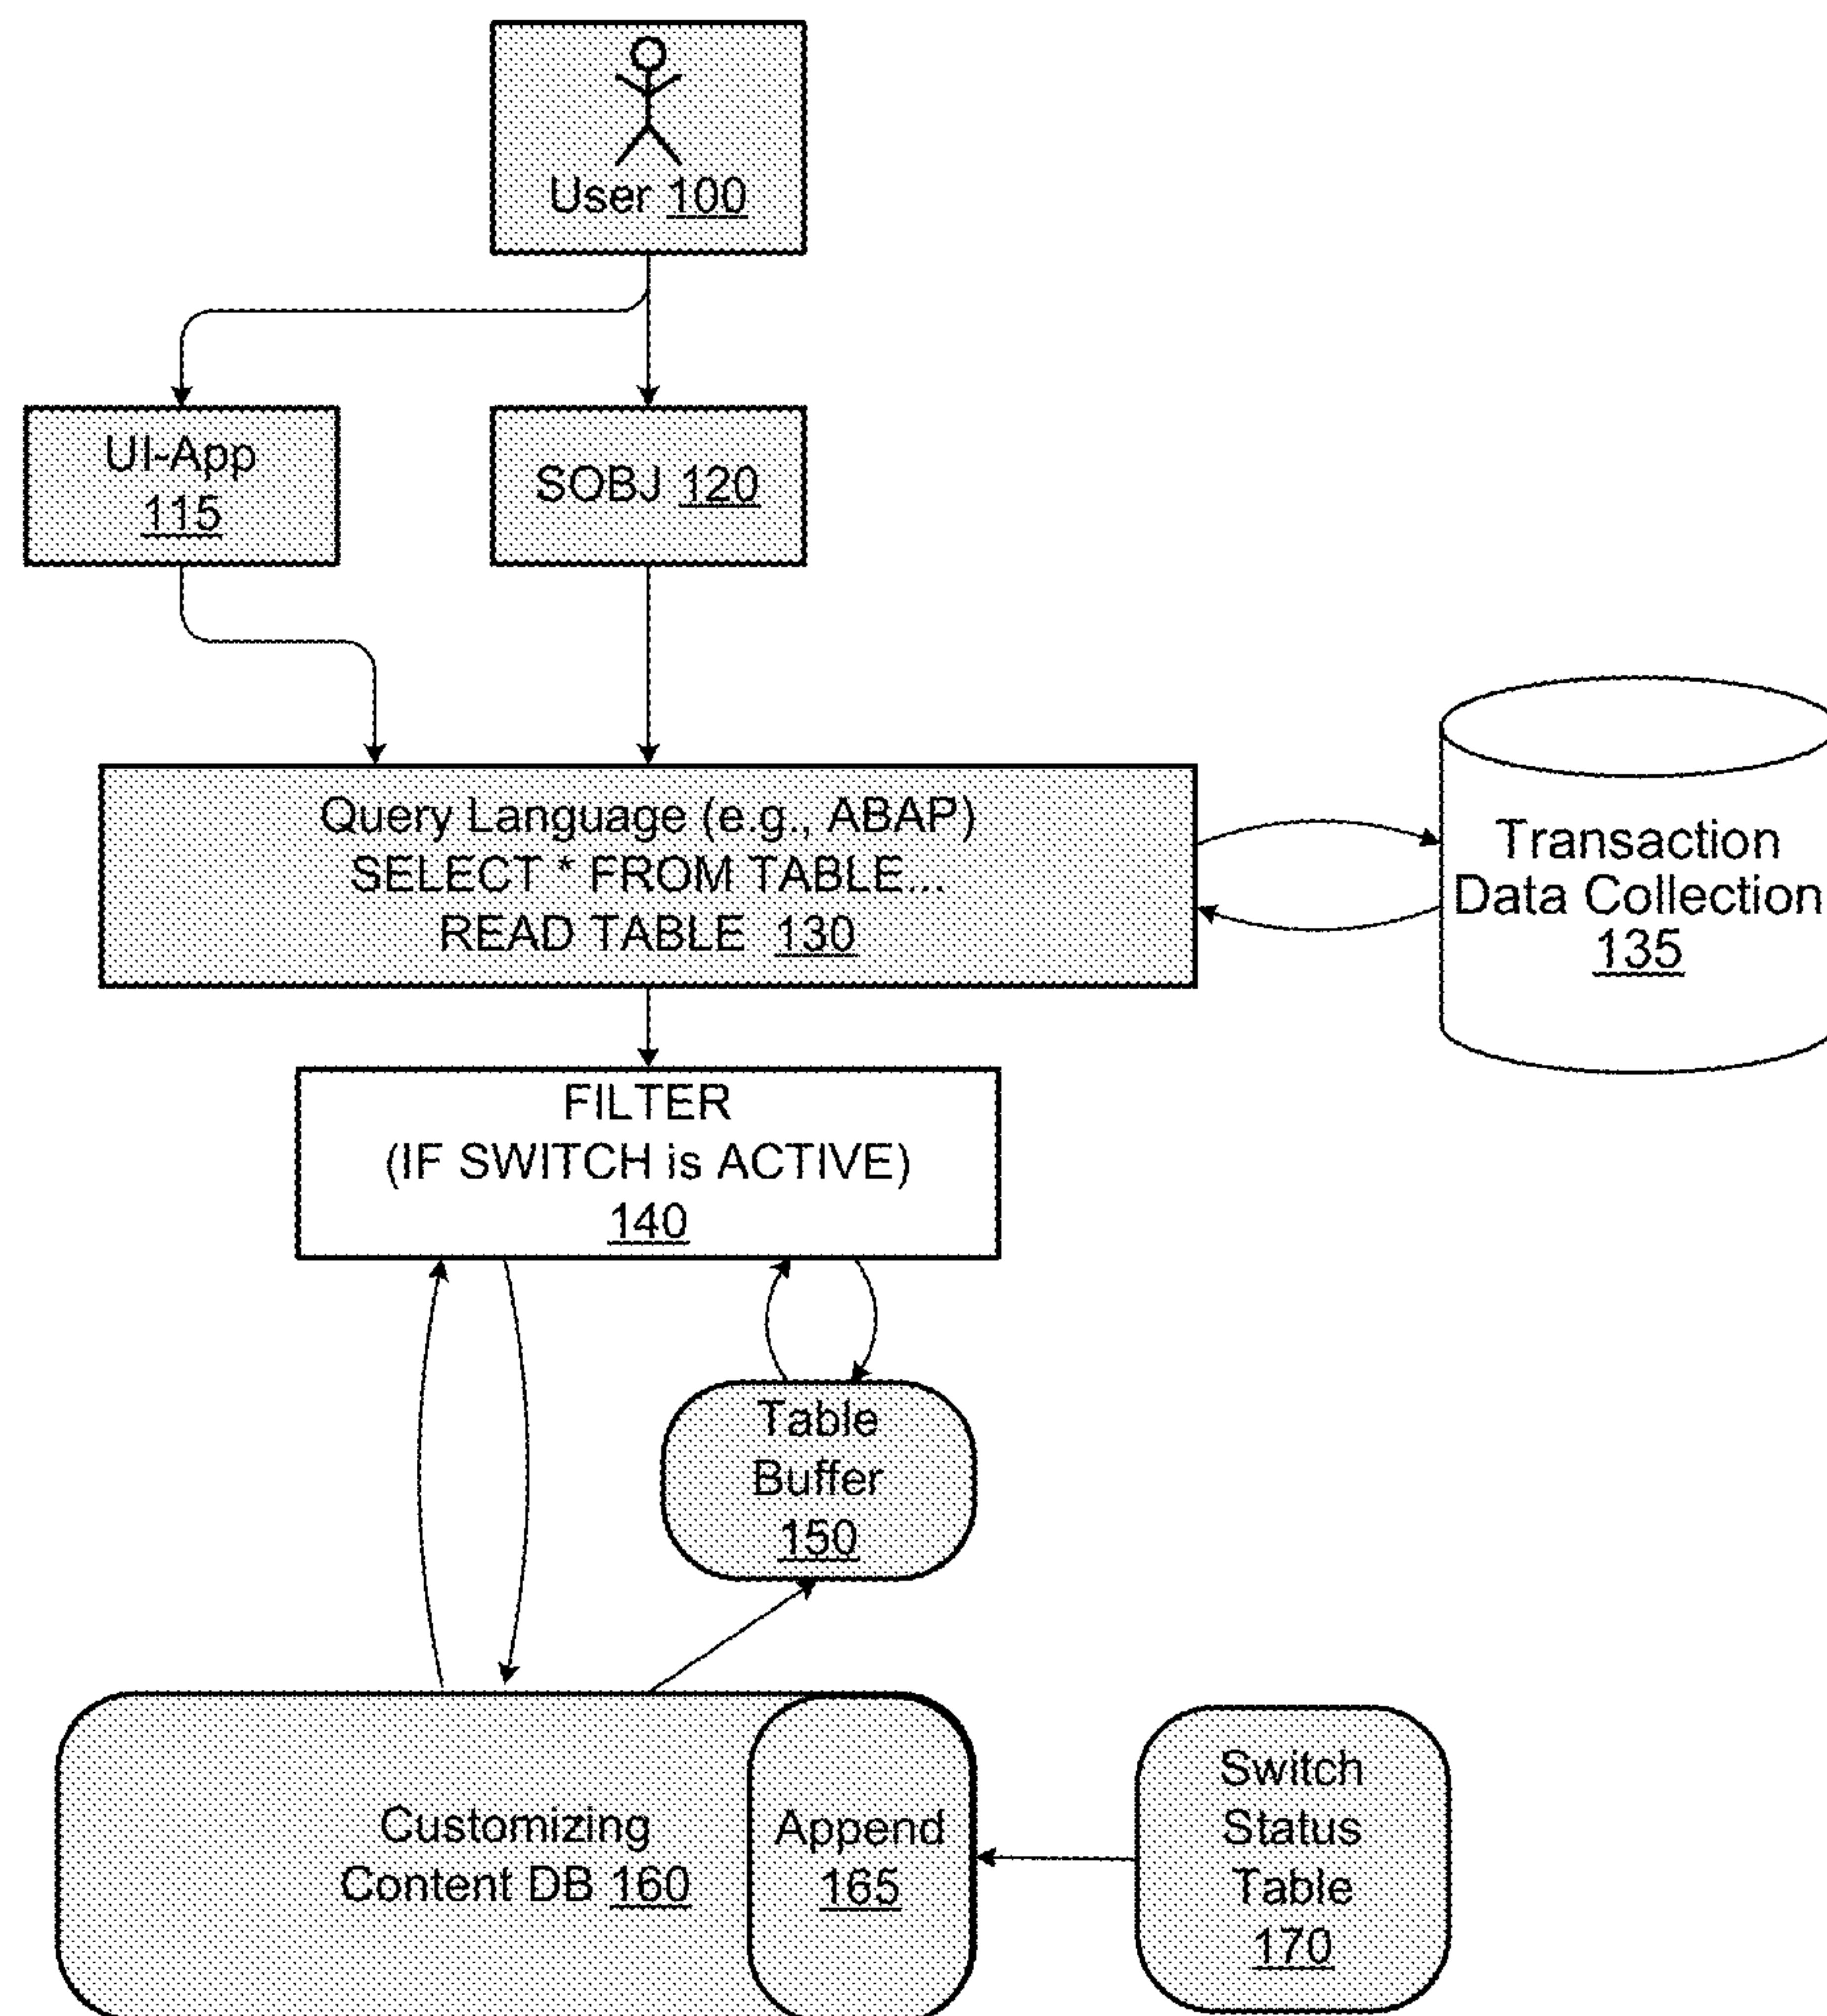 User 100
UI-App
115
SOBJ 120
Query Language (e.g., ABAP)
SELECT * FROM TABLE...
READ TABLE 130
Transaction
Data Collection
135
FILTER
(IF SWITCH is ACTIVE)
140
Table
Buffer
150
Customizing
Content DB 160
Append
165
Switch
Status
Table
170